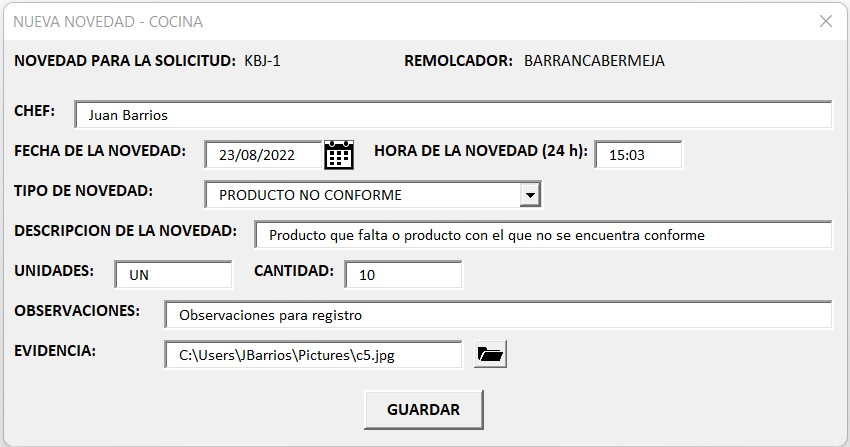 NUEVA NOVEDAD - COCINA
NOVEDAD PARA LA SOLICITUD: KBJ-1 REMOLCADOR: BARRANCABERMEJA
CHEF: Juan Barrios
FECHA DE LA NOVEDAD: 23/08/2022 HORA DE LA NOVEDAD (24 h): 15:03
TIPO DE NOVEDAD: PRODUCTO NO CONFORME
DESCRIPCION DE LA NOVEDAD: Producto que falta o producto con el que no se encuentra conforme
UNIDADES: UN CANTIDAD: 10
OBSERVACIONES: Observaciones para registro
EVIDENCIA: C:\Users\JBarrios\Pictures\c5.jpg
GUARDAR